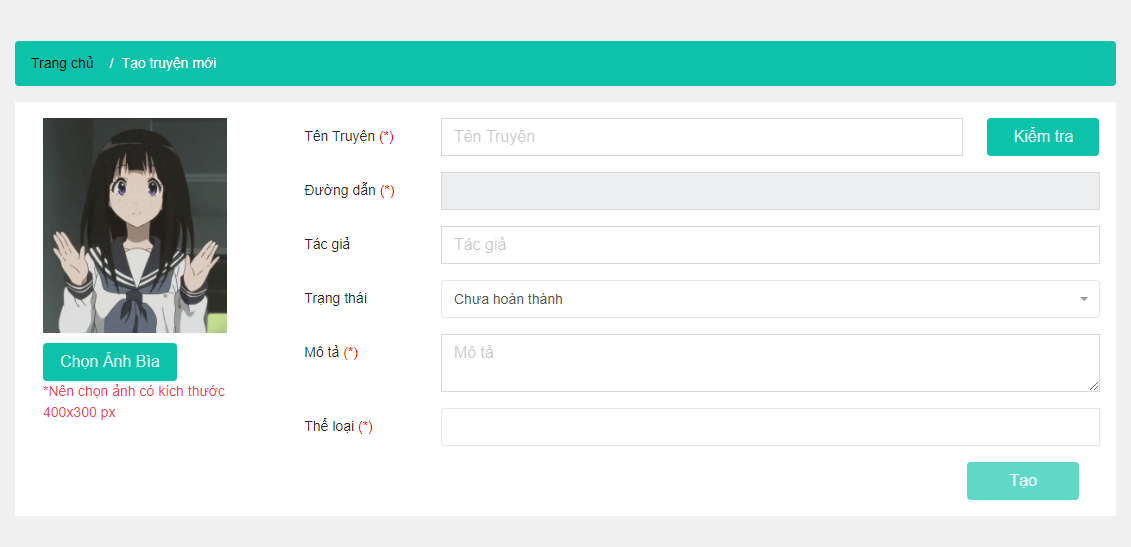 Trang chủ / Tạo truyện mới
Tên Truyện (*)
Tên Truyện
Kiểm tra
Đường dẫn (*)
Tác giả
Tác giả
Trạng thái
Chưa hoàn thành
Chọn Ảnh Bìa
*Nên chọn ảnh có kích thước
400x300 px
Mô tả (*)
Mô tả
Thể loại (*)
Tạo